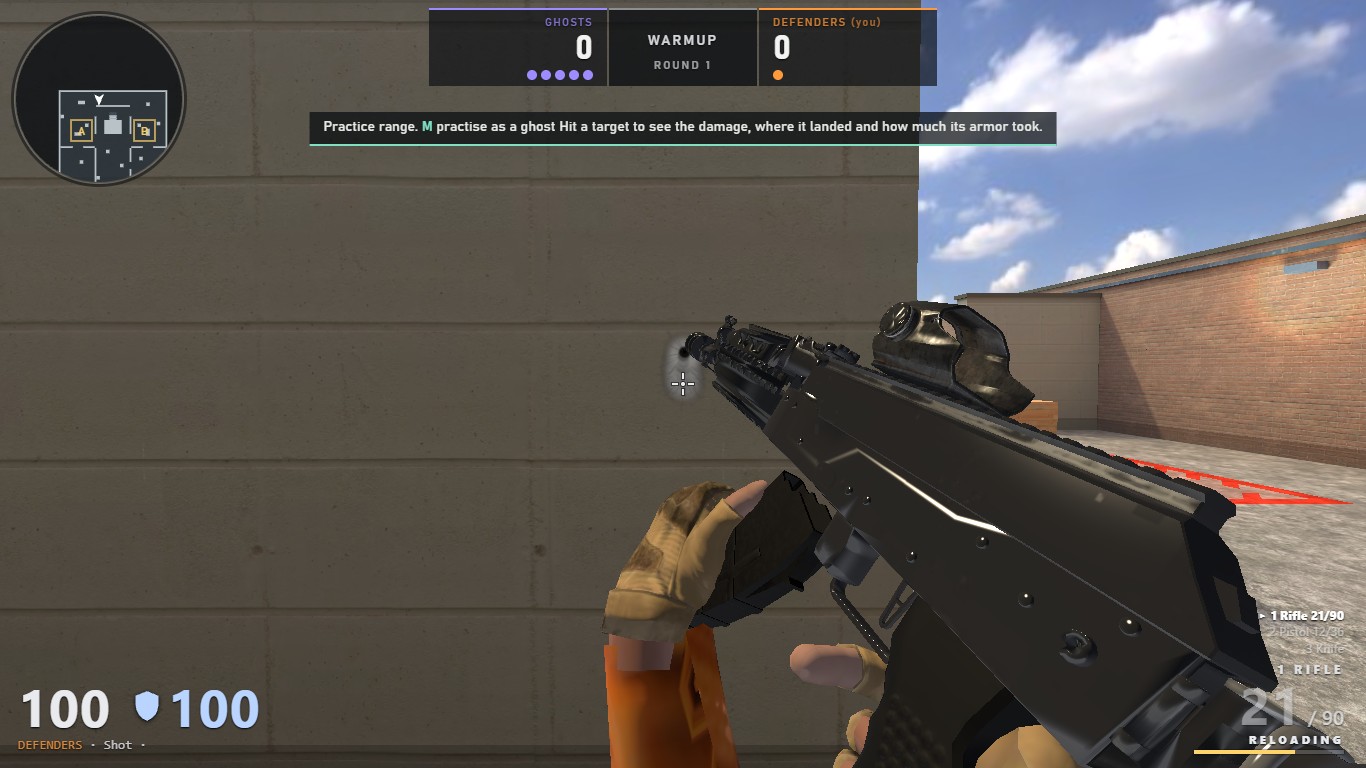 GHOSTS
0
WARMUP
ROUND 1
DEFENDERS (you)
0
Practice range. M practise as a ghost Hit a target to see the damage, where it landed and how much its armor took.
A
B
1 Rifle 21/90
2 Pistol 12/36
3 Knife
1 RIFLE
21 / 90
RELOADING
100 100
DEFENDERS · Shot ·